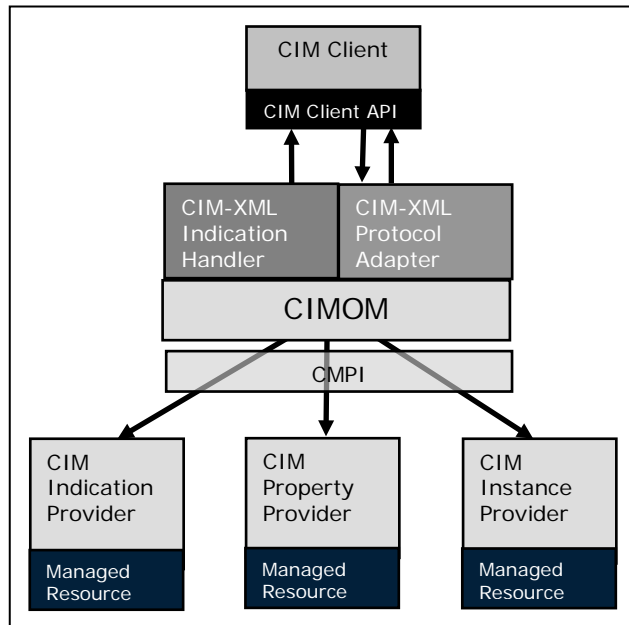 CIM Client
CIM Client API
CIM-XML
Indication
Handler
CIM-XML
Protocol
Adapter
CIMOM
CMPI
CIM
Indication
Provider
Managed
Resource
CIM
Property
Provider
Managed
Resource
CIM
Instance
Provider
Managed
Resource